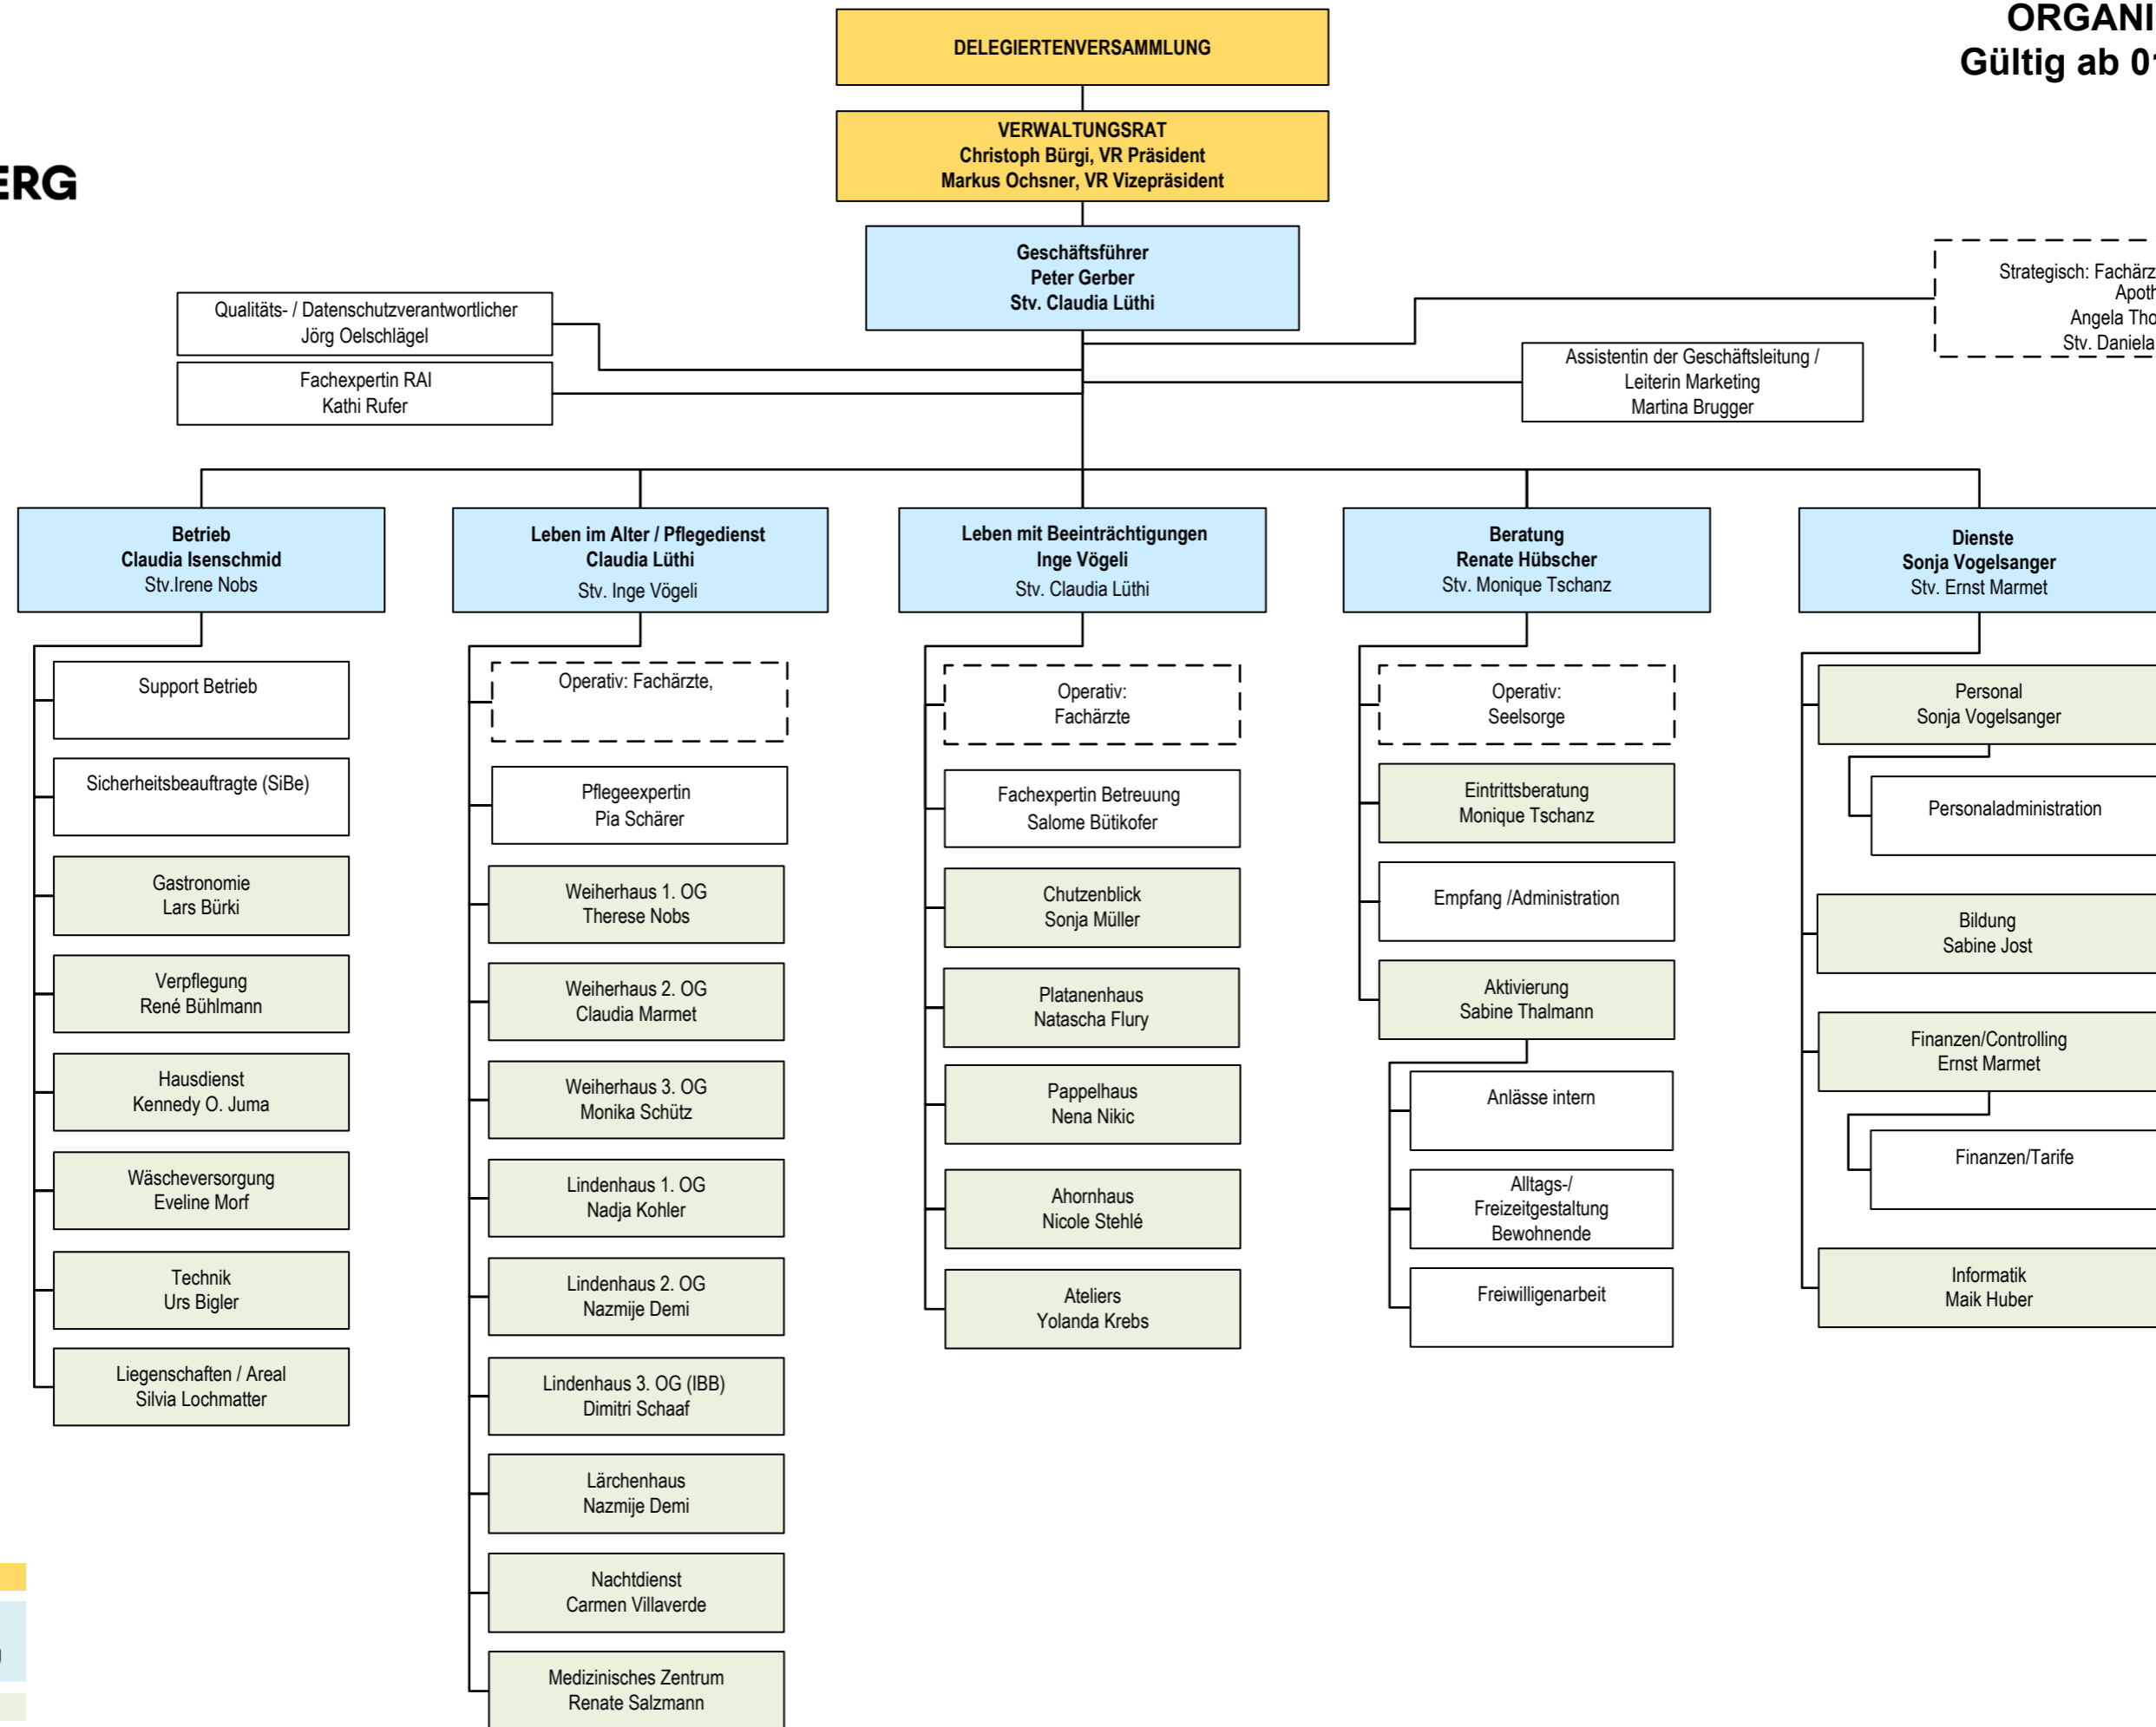 DELEGIERTENVERSAMMLUNG
Gültig ab
VERWALTUNGSRAT
Christoph Bürgi, VR Präsident
Markus Ochsner, VR Vizepräsident
Geschäftsführer
Peter Gerber
Stv. Claudia Lüthi
Qualitäts- / Datenschutzverantwortlicher
Jörg Oelschlägel
Fachexpertin RAI
Kathi Rufer
Strategisch:
Angela
Stv. Daniela
Assistentin der Geschäftsleitung /
Leiterin Marketing
Martina Brugger
Betrieb
Claudia Isenschmid
Stv.Irene Nobs
Support Betrieb
Sicherheitsbeauftragte (SiBe)
Gastronomie
Lars Bürki
Verpflegung
René Bühlmann
Hausdienst
Kennedy O. Juma
Wäscheversorgung
Eveline Morf
Technik
Urs Bigler
Liegenschaften / Areal
Silvia Lochmatter
Leben im Alter / Pflegedienst
Claudia Lüthi
Stv. Inge Vögeli
Operativ: Fachärzte,
Pflegeexpertin
Pia Schärer
Weiherhaus 1. OG
Therese Nobs
Weiherhaus 2. OG
Claudia Marmet
Weiherhaus 3. OG
Monika Schütz
Lindenhaus 1. OG
Nadja Kohler
Lindenhaus 2. OG
Nazmije Demi
Lindenhaus 3. OG (IBB)
Dimitri Schaaf
Lärchenhaus
Nazmije Demi
Nachtdienst
Carmen Villaverde
Medizinisches Zentrum
Renate Salzmann
Leben mit Beeinträchtigungen
Inge Vögeli
Stv. Claudia Lüthi
Operativ:
Fachärzte
Fachexpertin Betreuung
Salome Bütikofer
Chutzenblick
Sonja Müller
Platanenhaus
Natascha Flury
Pappelhaus
Nena Nikic
Ahornhaus
Nicole Stehlé
Ateliers
Yolanda Krebs
Beratung
Renate Hübscher
Stv. Monique Tschanz
Operativ:
Seelsorge
Eintrittsberatung
Monique Tschanz
Empfang /Administration
Aktivierung
Sabine Thalmann
Anlässe intern
Alltags-/
Freizeitgestaltung
Bewohnende
Freiwilligenarbeit
Dienste
Sonja Vogelsanger
Stv. Ernst Marmet
Personal
Sonja Vogelsanger
Personaladministration
Bildung
Sabine Jost
Finanzen/Controlling
Ernst Marmet
Finanzen/Tarife
Informatik
Maik Huber